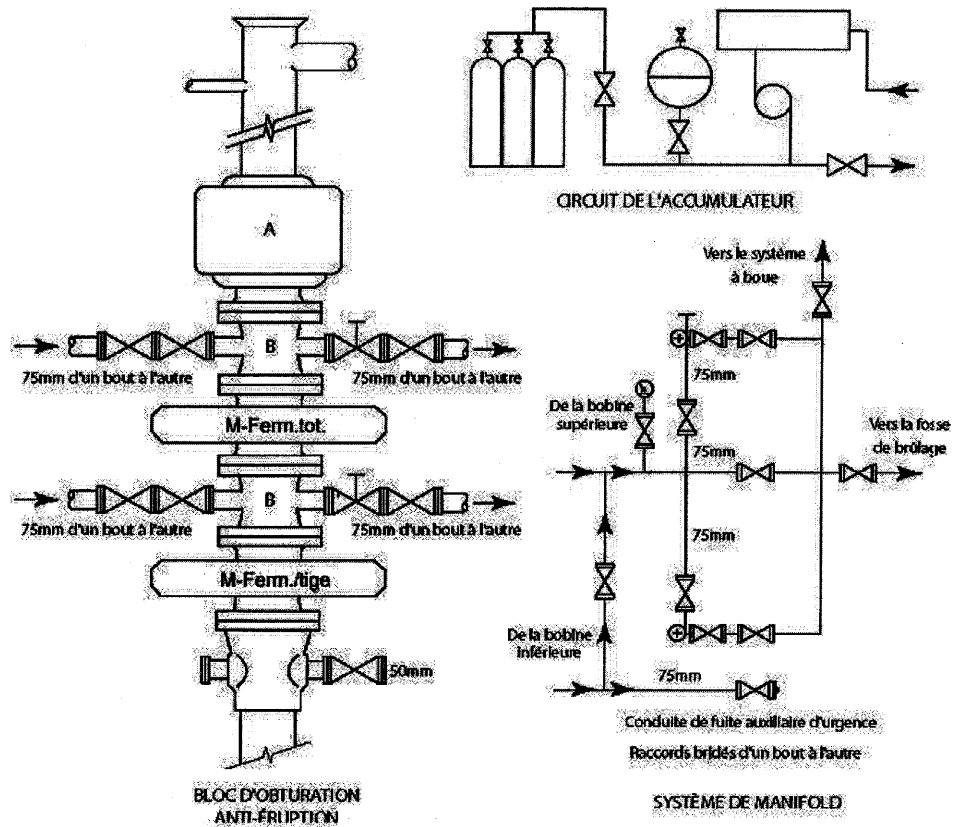 A
B
75mm d'un bout à l'autre
75mm d'un bout à l'autre
M-Ferm.tot.
B
75mm d'un bout à l'autre
75mm d'un bout à l'autre
M-Ferm./tige
50mm
BLOC D'OBTURATION
ANTI-ÉRUPTION
CIRCUIT DE L'ACCUMULATEUR
Vers le système
à boue
75mm
De la bobine
supérieure
Vers la fosse
de brûlage
75mm
75mm
De la bobine
inférieure
75mm
Conduite de fuite auxiliaire d'urgence
Raccords bridés d'un bout à l'autre
SYSTÈME DE MANIFOLD